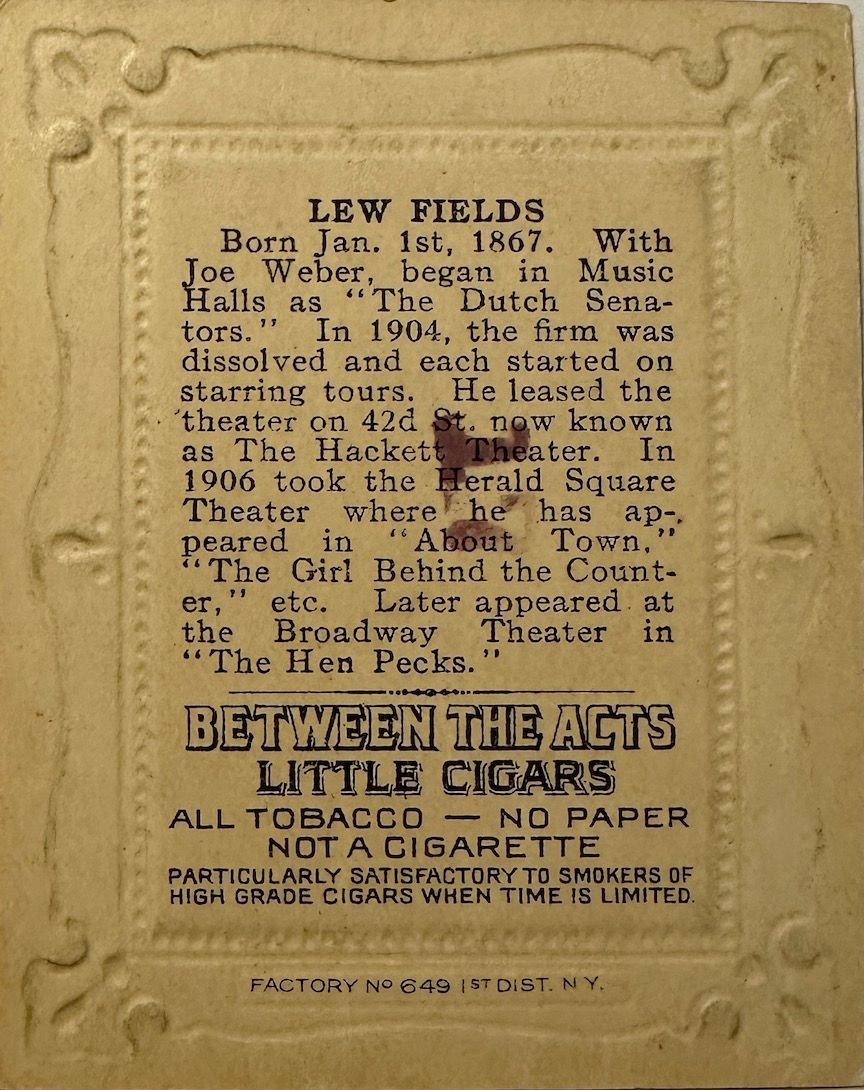 LEW FIELDS
Born Jan. 1st, 1867. With
Joe Weber, began in Music
Halls as "The Dutch Sena-
tors." In 1904, the firm was
dissolved and each started on
starring tours. He leased the
theater on 42d St. now known
as The Hackett Theater. In
1906 took the Herald Square
Theater where he has ap-
peared in "About Town,"
"The Girl Behind the Count-
er," etc. Later appeared at
the Broadway Theater in
"The Hen Pecks."
BETWEEN THE ACTS
LITTLE CIGARS
ALL TOBACCO — NO PAPER
NOT A CIGARETTE
PARTICULARLY SATISFACTORY TO SMOKERS OF
HIGH GRADE CIGARS WHEN TIME IS LIMITED.
FACTORY No 649 1ST DIST. N.Y.